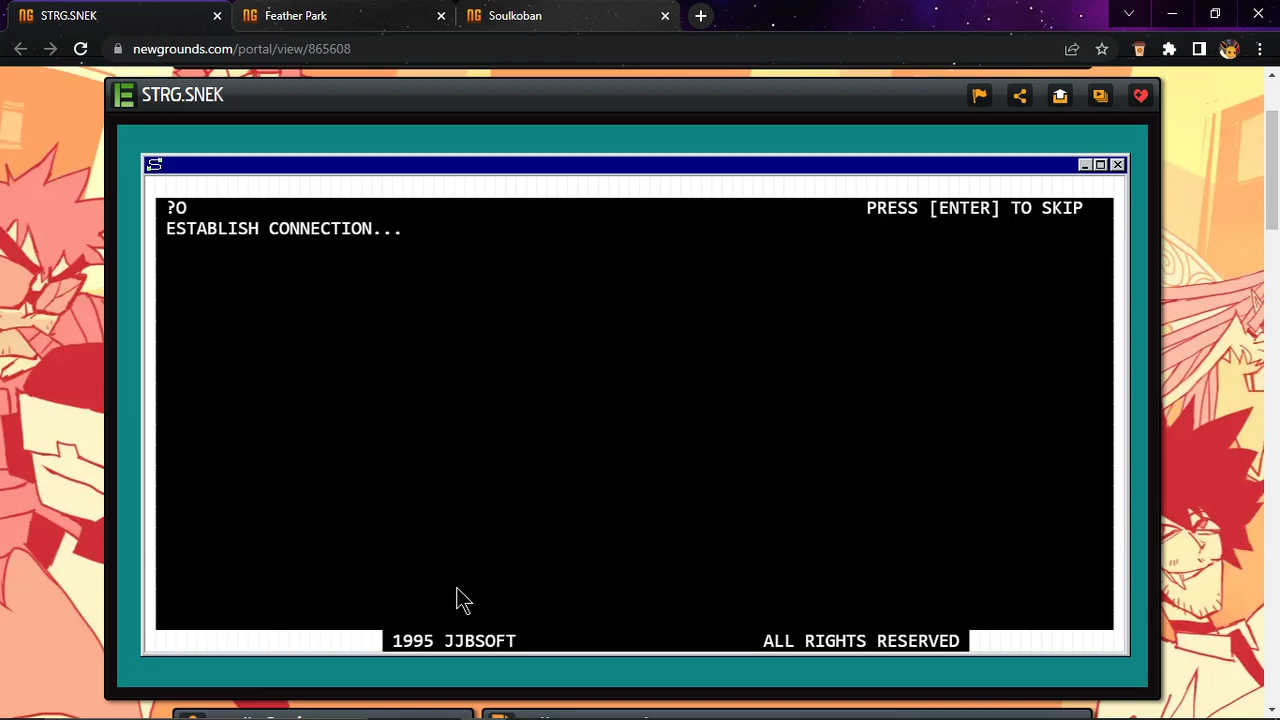 STRG.SNEK
Feather Park
Soulkoban
newgrounds.com/portal/view/865608
STRG.SNEK
?O
PRESS [ENTER] TO SKIP
ESTABLISH CONNECTION...
1995 JJBSOFT
ALL RIGHTS RESERVED